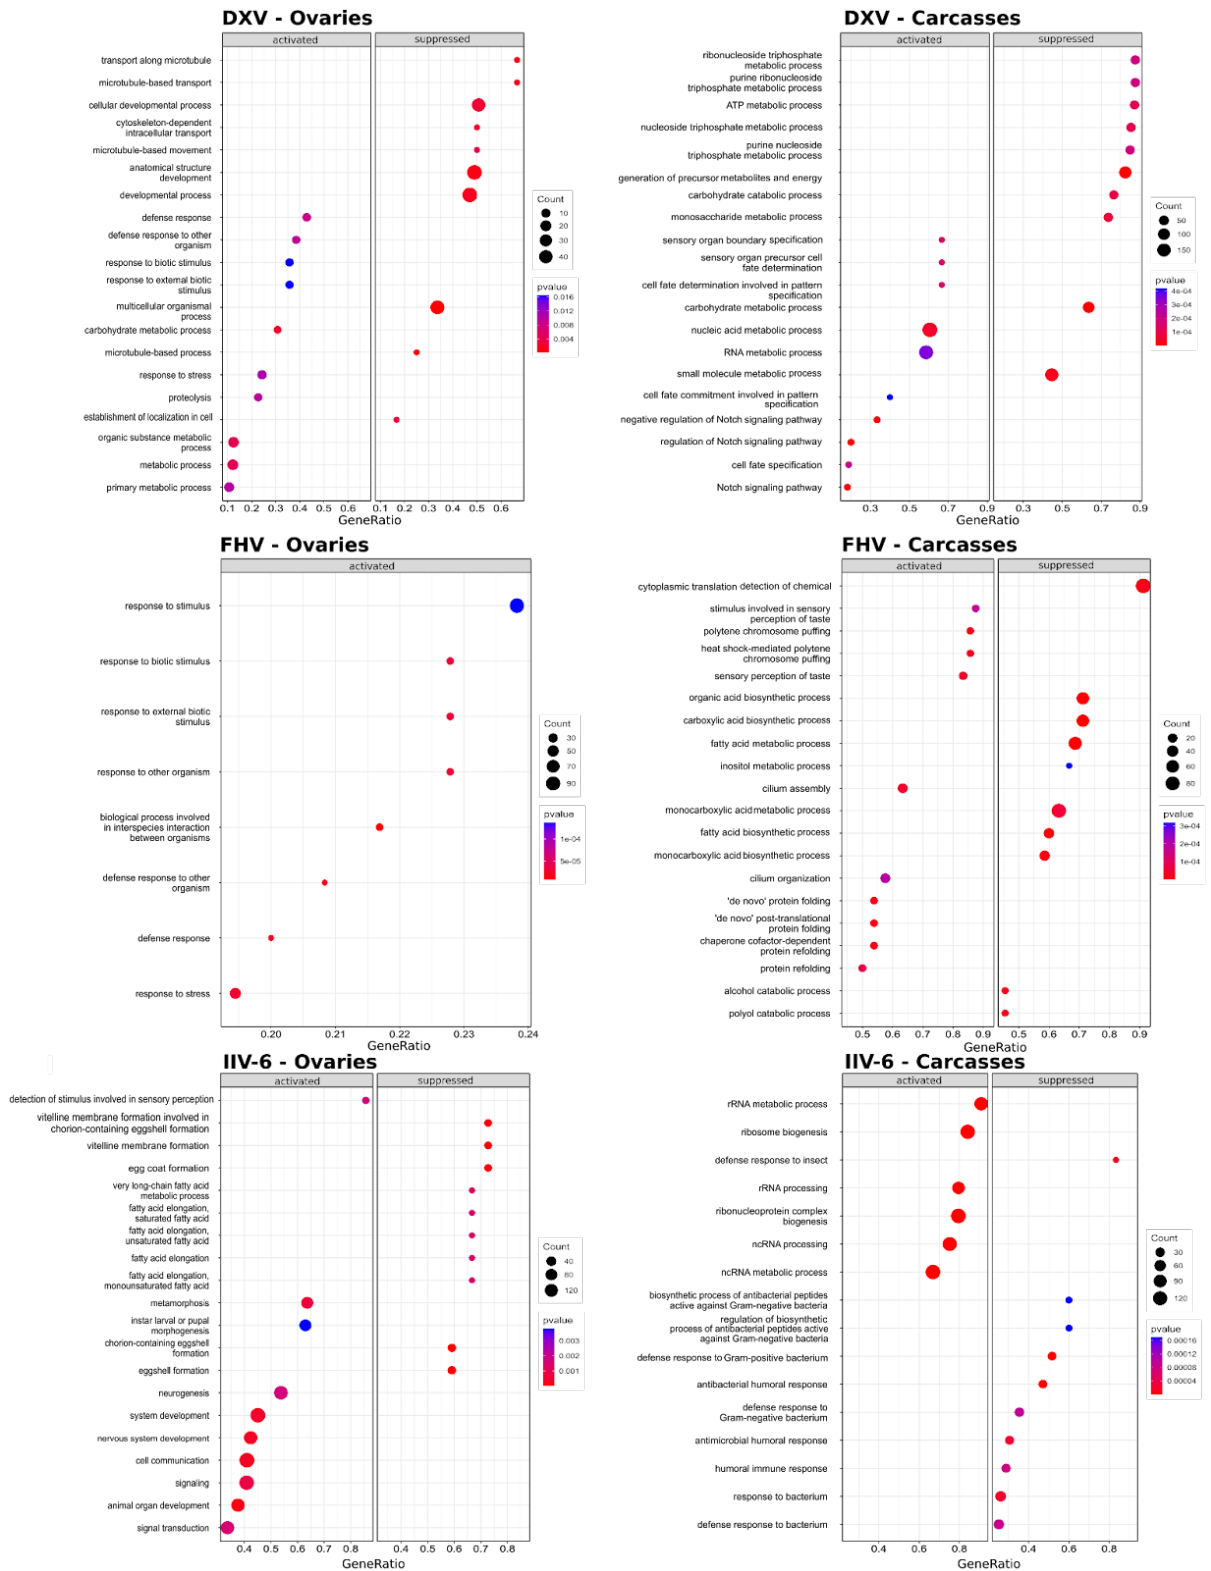 DXV - Ovaries
activated
suppressed
transport along microtubule
microtubule-based transport
cellular developmental process
cytoskeleton-dependent
intracellular transport
microtubule-based movement
anatomical structure
development
developmental process
defense response
defense response to other
organism
response to biotic stimulus
response to external biotic
stimulus
multicellular organismal
process
carbohydrate metabolic process
microtubule-based process
response to stress
proteolysis
establishment of localization in cell
organic substance metabolic
process
metabolic process
primary metabolic process
0.1 0.2 0.3 0.4 0.5 0.6
0.1 0.2 0.3 0.4 0.5 0.6
GeneRatio
Count
10
20
30
40
pvalue
0.016
0.012
0.008
0.004
DXV - Carcasses
activated
suppressed
ribonucleoside triphosphate
metabolic process
purine ribonucleoside
triphosphate metabolic process
ATP metabolic process
nucleoside triphosphate metabolic process
purine nucleoside
triphosphate metabolic process
generation of precursor metabolites and energy
carbohydrate catabolic process
monosaccharide metabolic process
sensory organ boundary specification
sensory organ precursor cell
fate determination
cell fate determination involved in pattern
specification
carbohydrate metabolic process
nucleic acid metabolic process
RNA metabolic process
small molecule metabolic process
cell fate commitment involved in pattern
specification
negative regulation of Notch signaling pathway
regulation of Notch signaling pathway
cell fate specification
Notch signaling pathway
0.3 0.5 0.7 0.9
0.3 0.5 0.7 0.9
GeneRatio
Count
50
100
150
pvalue
4e-04
3e-04
2e-04
1e-04
FHV - Ovaries
activated
response to stimulus
response to biotic stimulus
response to external biotic
stimulus
response to other organism
biological process involved
in interspecies interaction
between organisms
defense response to other
organism
defense response
response to stress
0.20 0.21 0.22 0.23 0.24
GeneRatio
Count
30
50
70
90
pvalue
1e-04
5e-05
FHV - Carcasses
activated
suppressed
cytoplasmic translation detection of chemical
stimulus involved in sensory
perception of taste
polytene chromosome puffing
heat shock-mediated polytene
chromosome puffing
sensory perception of taste
organic acid biosynthetic process
carboxylic acid biosynthetic process
fatty acid metabolic process
inositol metabolic process
cilium assembly
monocarboxylic acid metabolic process
fatty acid biosynthetic process
monocarboxylic acid biosynthetic process
cilium organization
'de novo' protein folding
'de novo' post-translational
protein folding
chaperone cofactor-dependent
protein refolding
protein refolding
alcohol catabolic process
polyol catabolic process
0.5 0.6 0.7 0.8 0.9
0.5 0.6 0.7 0.8 0.9
GeneRatio
Count
20
40
60
80
pvalue
3e-04
2e-04
1e-04
IIV-6 - Ovaries
activated
suppressed
detection of stimulus involved in sensory perception
vitelline membrane formation involved in
chorion-containing eggshell formation
vitelline membrane formation
egg coat formation
very long-chain fatty acid
metabolic process
fatty acid elongation,
saturated fatty acid
fatty acid elongation,
unsaturated fatty acid
fatty acid elongation
fatty acid elongation,
monounsaturated fatty acid
metamorphosis
instar larval or pupal
morphogenesis
chorion-containing eggshell
formation
eggshell formation
neurogenesis
system development
nervous system development
cell communication
signaling
animal organ development
signal transduction
0.4 0.5 0.6 0.7 0.8
0.4 0.5 0.6 0.7 0.8
GeneRatio
Count
40
80
120
pvalue
0.003
0.002
0.001
IIV-6 - Carcasses
activated
suppressed
rRNA metabolic process
ribosome biogenesis
defense response to insect
rRNA processing
ribonucleoprotein complex
biogenesis
ncRNA processing
ncRNA metabolic process
biosynthetic process of antibacterial peptides
active against Gram-negative bacteria
regulation of biosynthetic
process of antibacterial peptides active
against Gram-negative bacteria
defense response to Gram-positive bacterium
antibacterial humoral response
defense response to
Gram-negative bacterium
antimicrobial humoral response
humoral immune response
response to bacterium
defense response to bacterium
0.4 0.6 0.8
0.4 0.6 0.8
GeneRatio
Count
30
60
90
120
pvalue
0.00016
0.00012
0.00008
0.00004